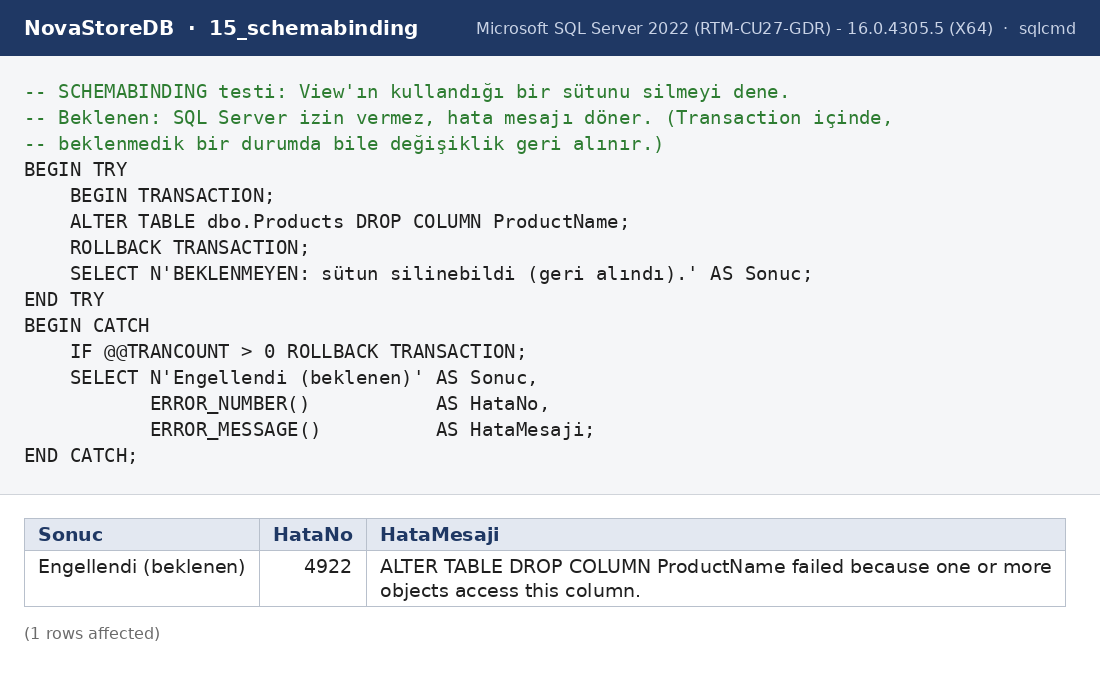 NovaStoreDB · 15_schemabinding
Microsoft SQL Server 2022 (RTM-CU27-GDR) - 16.0.4305.5 (X64) · sqlcmd
-- SCHEMABINDING testi: View'ın kullandığı bir sütunu silmeyi dene.
-- Beklenen: SQL Server izin vermez, hata mesajı döner. (Transaction içinde,
-- beklenmedik bir durumda bile değişiklik geri alınır.)
BEGIN TRY
    BEGIN TRANSACTION;
    ALTER TABLE dbo.Products DROP COLUMN ProductName;
    ROLLBACK TRANSACTION;
    SELECT N'BEKLENMEYEN: sütun silinebildi (geri alındı).' AS Sonuc;
END TRY
BEGIN CATCH
    IF @@TRANCOUNT > 0 ROLLBACK TRANSACTION;
    SELECT N'Engellendi (beklenen)' AS Sonuc,
           ERROR_NUMBER()           AS HataNo,
           ERROR_MESSAGE()          AS HataMesaji;
END CATCH;
Sonuc HataNo HataMesaji
Engellendi (beklenen) 4922 ALTER TABLE DROP COLUMN ProductName failed because one or more
objects access this column.
(1 rows affected)